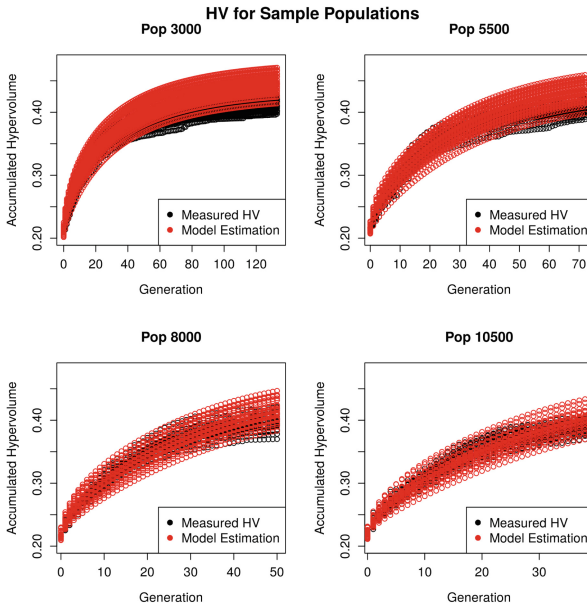 HV for Sample Populations
Pop 3000
Accumulated Hypervolume
0.40
0.30
0.20
Measured HV
Model Estimation
0 20 40 60 80 100 120
Generation
Pop 5500
Accumulated Hypervolume
0.40
0.30
0.20
Measured HV
Model Estimation
0 10 20 30 40 50 60 70
Generation
Pop 8000
Accumulated Hypervolume
0.40
0.30
0.20
Measured HV
Model Estimation
0 10 20 30 40 50
Generation
Pop 10500
Accumulated Hypervolume
0.40
0.30
0.20
Measured HV
Model Estimation
0 10 20 30
Generation